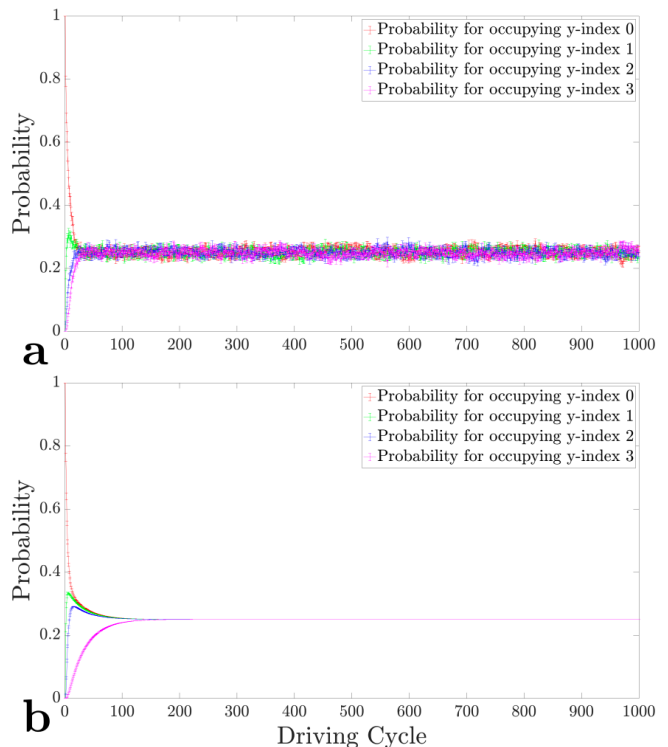 1
Probability for occupying y-index 0
Probability for occupying y-index 1
Probability for occupying y-index 2
Probability for occupying y-index 3
0.8
0.6
0.4
0.2
0
Probability
a
0 100 200 300 400 500 600 700 800 900 1000
1
Probability for occupying y-index 0
Probability for occupying y-index 1
Probability for occupying y-index 2
Probability for occupying y-index 3
0.8
0.6
0.4
0.2
0
Probability
b
0 100 200 300 400 500 600 700 800 900 1000
Driving Cycle